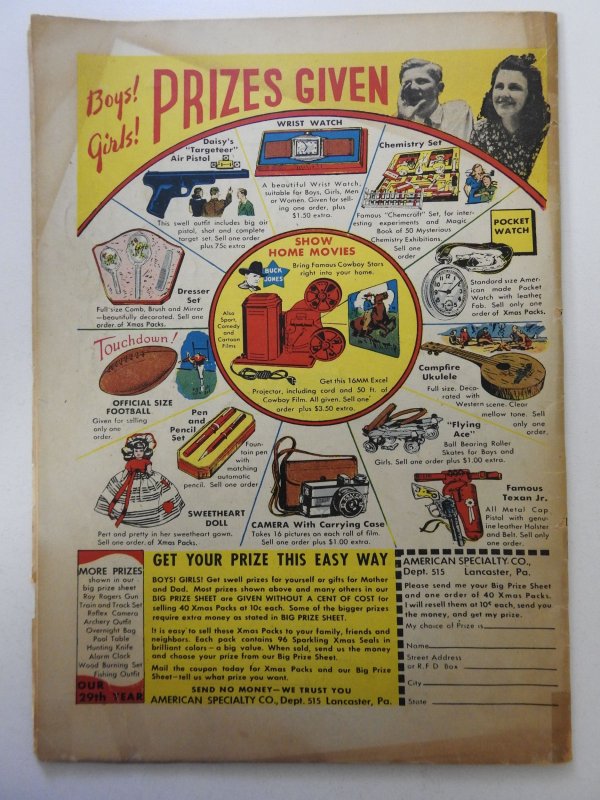 Boys!
Girls!
PRIZES GIVEN
Daisy's
"Targeteer"
Air Pistol
This swell outfit includes big air
pistol, shot and complete
target set. Sell one order
plus 75¢ extra
WRIST WATCH
A beautiful Wrist Watch,
suitable for Boys, Girls, Men
or Women. Given for sell-
ing one order, plus
$1.50 extra.
Chemistry Set
Famous "Chemcraft" Set, for inter-
esting experiments and Magic
Book of 50 Mysterious
Chemistry Exhibitions.
Sell one
order
POCKET
WATCH
Standard size Amer-
ican made Pocket
Watch with leather
Fob. Sell only one
order of Xmas Packs.
Dresser
Set
Full size Comb, Brush and Mirror
—beautifully decorated. Sell one
order of Xmas Packs.
SHOW
HOME MOVIES
BUCK
JONES
Bring Famous Cowboy Stars
right into your home.
Also
Sport,
Comedy
and
Cartoon
Films
Get this 16MM Excel
Projector, including cord and 50 ft. of
Cowboy Film. All given. Sell one
order plus $3.50 extra.
Touchdown!
OFFICIAL SIZE
FOOTBALL
Given for selling
only one
order.
Campfire
Ukulele
Full size. Deco-
rated with
Western scene. Clear
mellow tone. Sell
only one
order.
Pen
and
Pencil
Set
Foun-
tain pen
with
matching
automatic
pencil. Sell one order
"Flying
Ace"
Ball Bearing Roller
Skates for Boys and
Girls. Sell one order plus $1.00 extra.
SWEETHEART
DOLL
Pert and pretty in her sweetheart gown.
Sell one order of Xmas Packs.
CAMERA With Carrying Case
Takes 16 pictures on each roll of film.
Sell one order plus $1.00 extra.
Famous
Texan Jr.
All Metal Cap
Pistol with genu-
ine leather Holster
and Belt. Sell only
one order.
MORE PRIZES
shown in our
big prize sheet
Roy Rogers Gun
Train and Track Set
Reflex Camera
Archery Outfit
Overnight Bag
Pool Table
Hunting Knife
Alarm Clock
Wood Burning Set
Fishing Outfit
OUR
29th YEAR
GET YOUR PRIZE THIS EASY WAY
BOYS! GIRLS! Get swell prizes for yourself or gifts for Mother
and Dad. Most prizes shown above and many others in our
BIG PRIZE SHEET are GIVEN WITHOUT A CENT OF COST for
selling 40 Xmas Packs at 10¢ each. Some of the bigger prizes
require extra money as stated in BIG PRIZE SHEET.
It is easy to sell these Xmas Packs to your family, friends and
neighbors. Each pack contains 96 Sparkling Xmas Seals in
brilliant colors – a big value. When sold, send us the money
and choose your prize from our Big Prize Sheet.
Mail the coupon today for Xmas Packs and our Big Prize
Sheet—tell us what prize you want.
SEND NO MONEY—WE TRUST YOU
AMERICAN SPECIALTY CO., Dept. 515 Lancaster, Pa.
AMERICAN SPECIALTY CO.,
Dept. 515 Lancaster, Pa.
Please send me your Big Prize Sheet
and one order of 40 Xmas Packs.
I will resell them at 10¢ each, send you
the money, and get my prize.
My choice of Prize is
Name
Street Address
or R.F.D Box
City
State